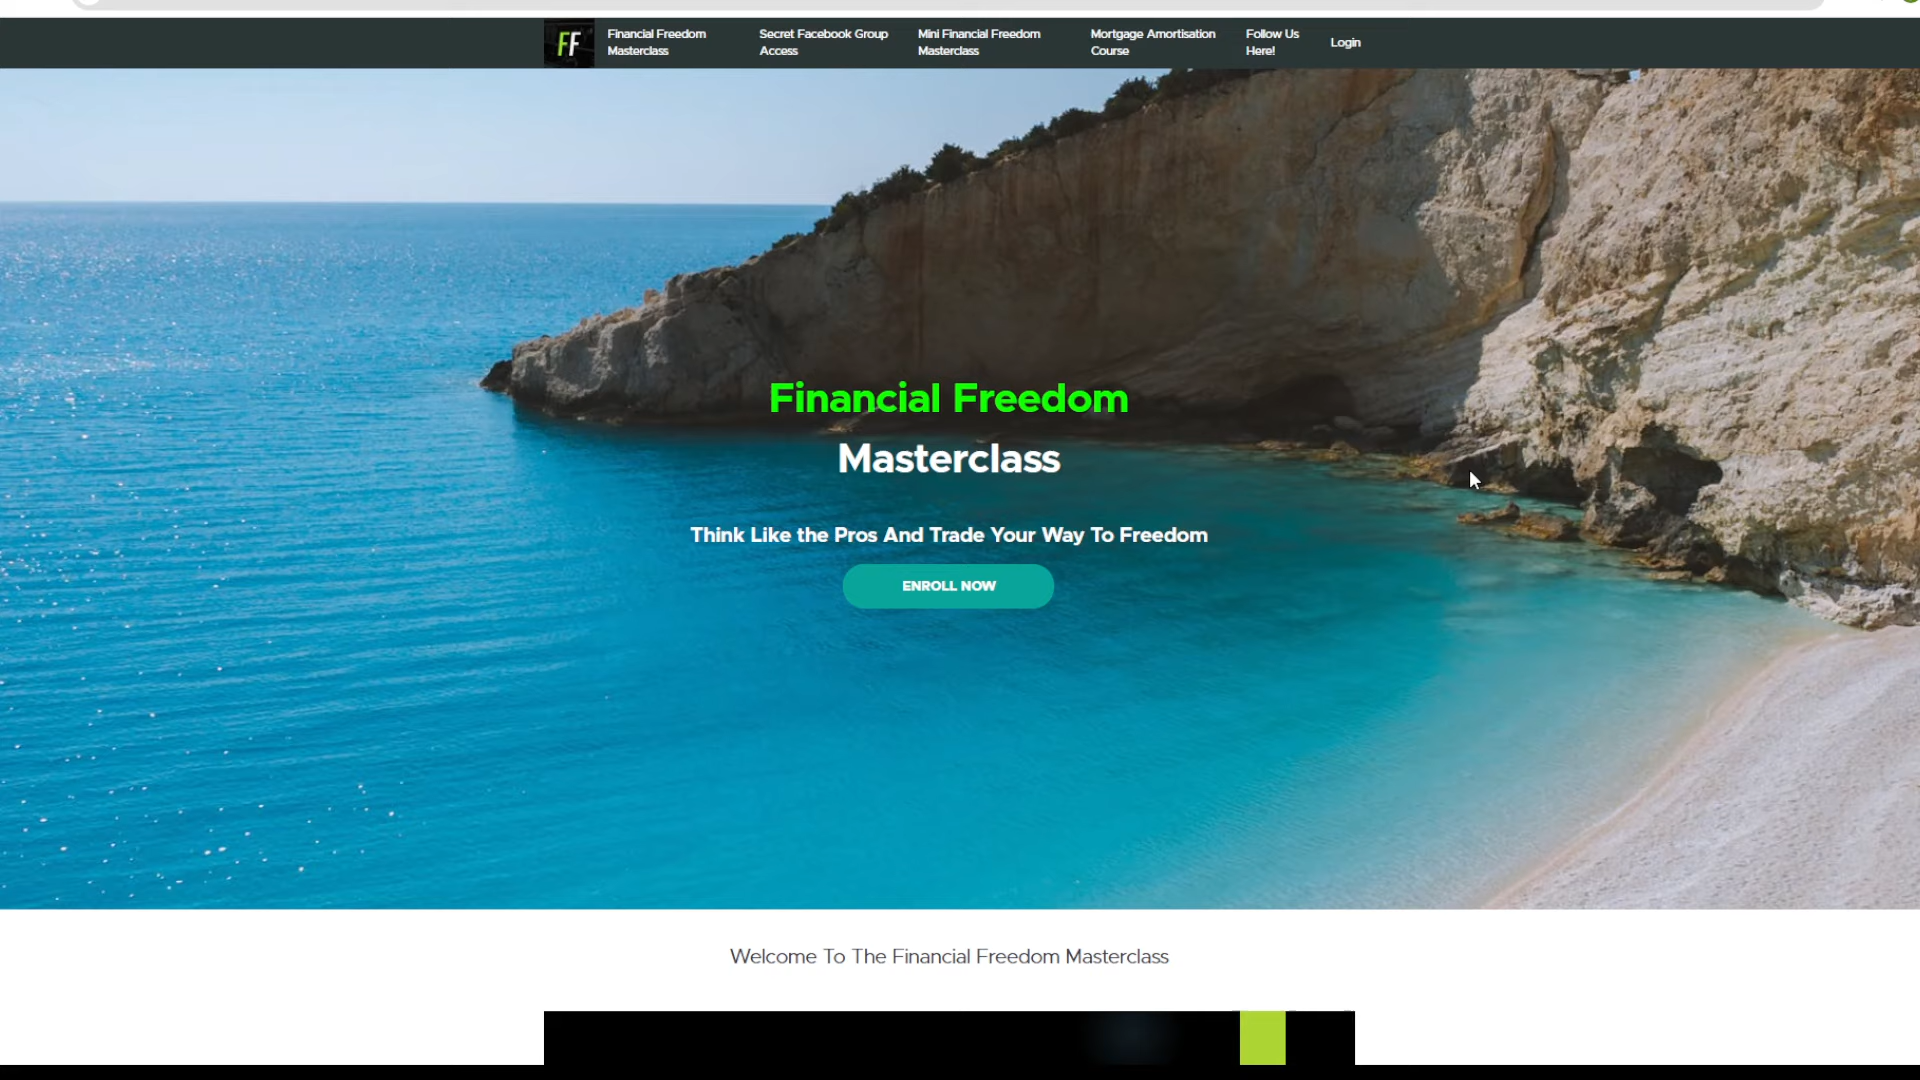 FF
Financial Freedom
Masterclass
Secret Facebook Group
Access
Mini Financial Freedom
Masterclass
Mortgage Amortisation
Course
Follow Us
Here!
Login
Financial Freedom
Masterclass
Think Like the Pros And Trade Your Way To Freedom
ENROLL NOW
Welcome To The Financial Freedom Masterclass